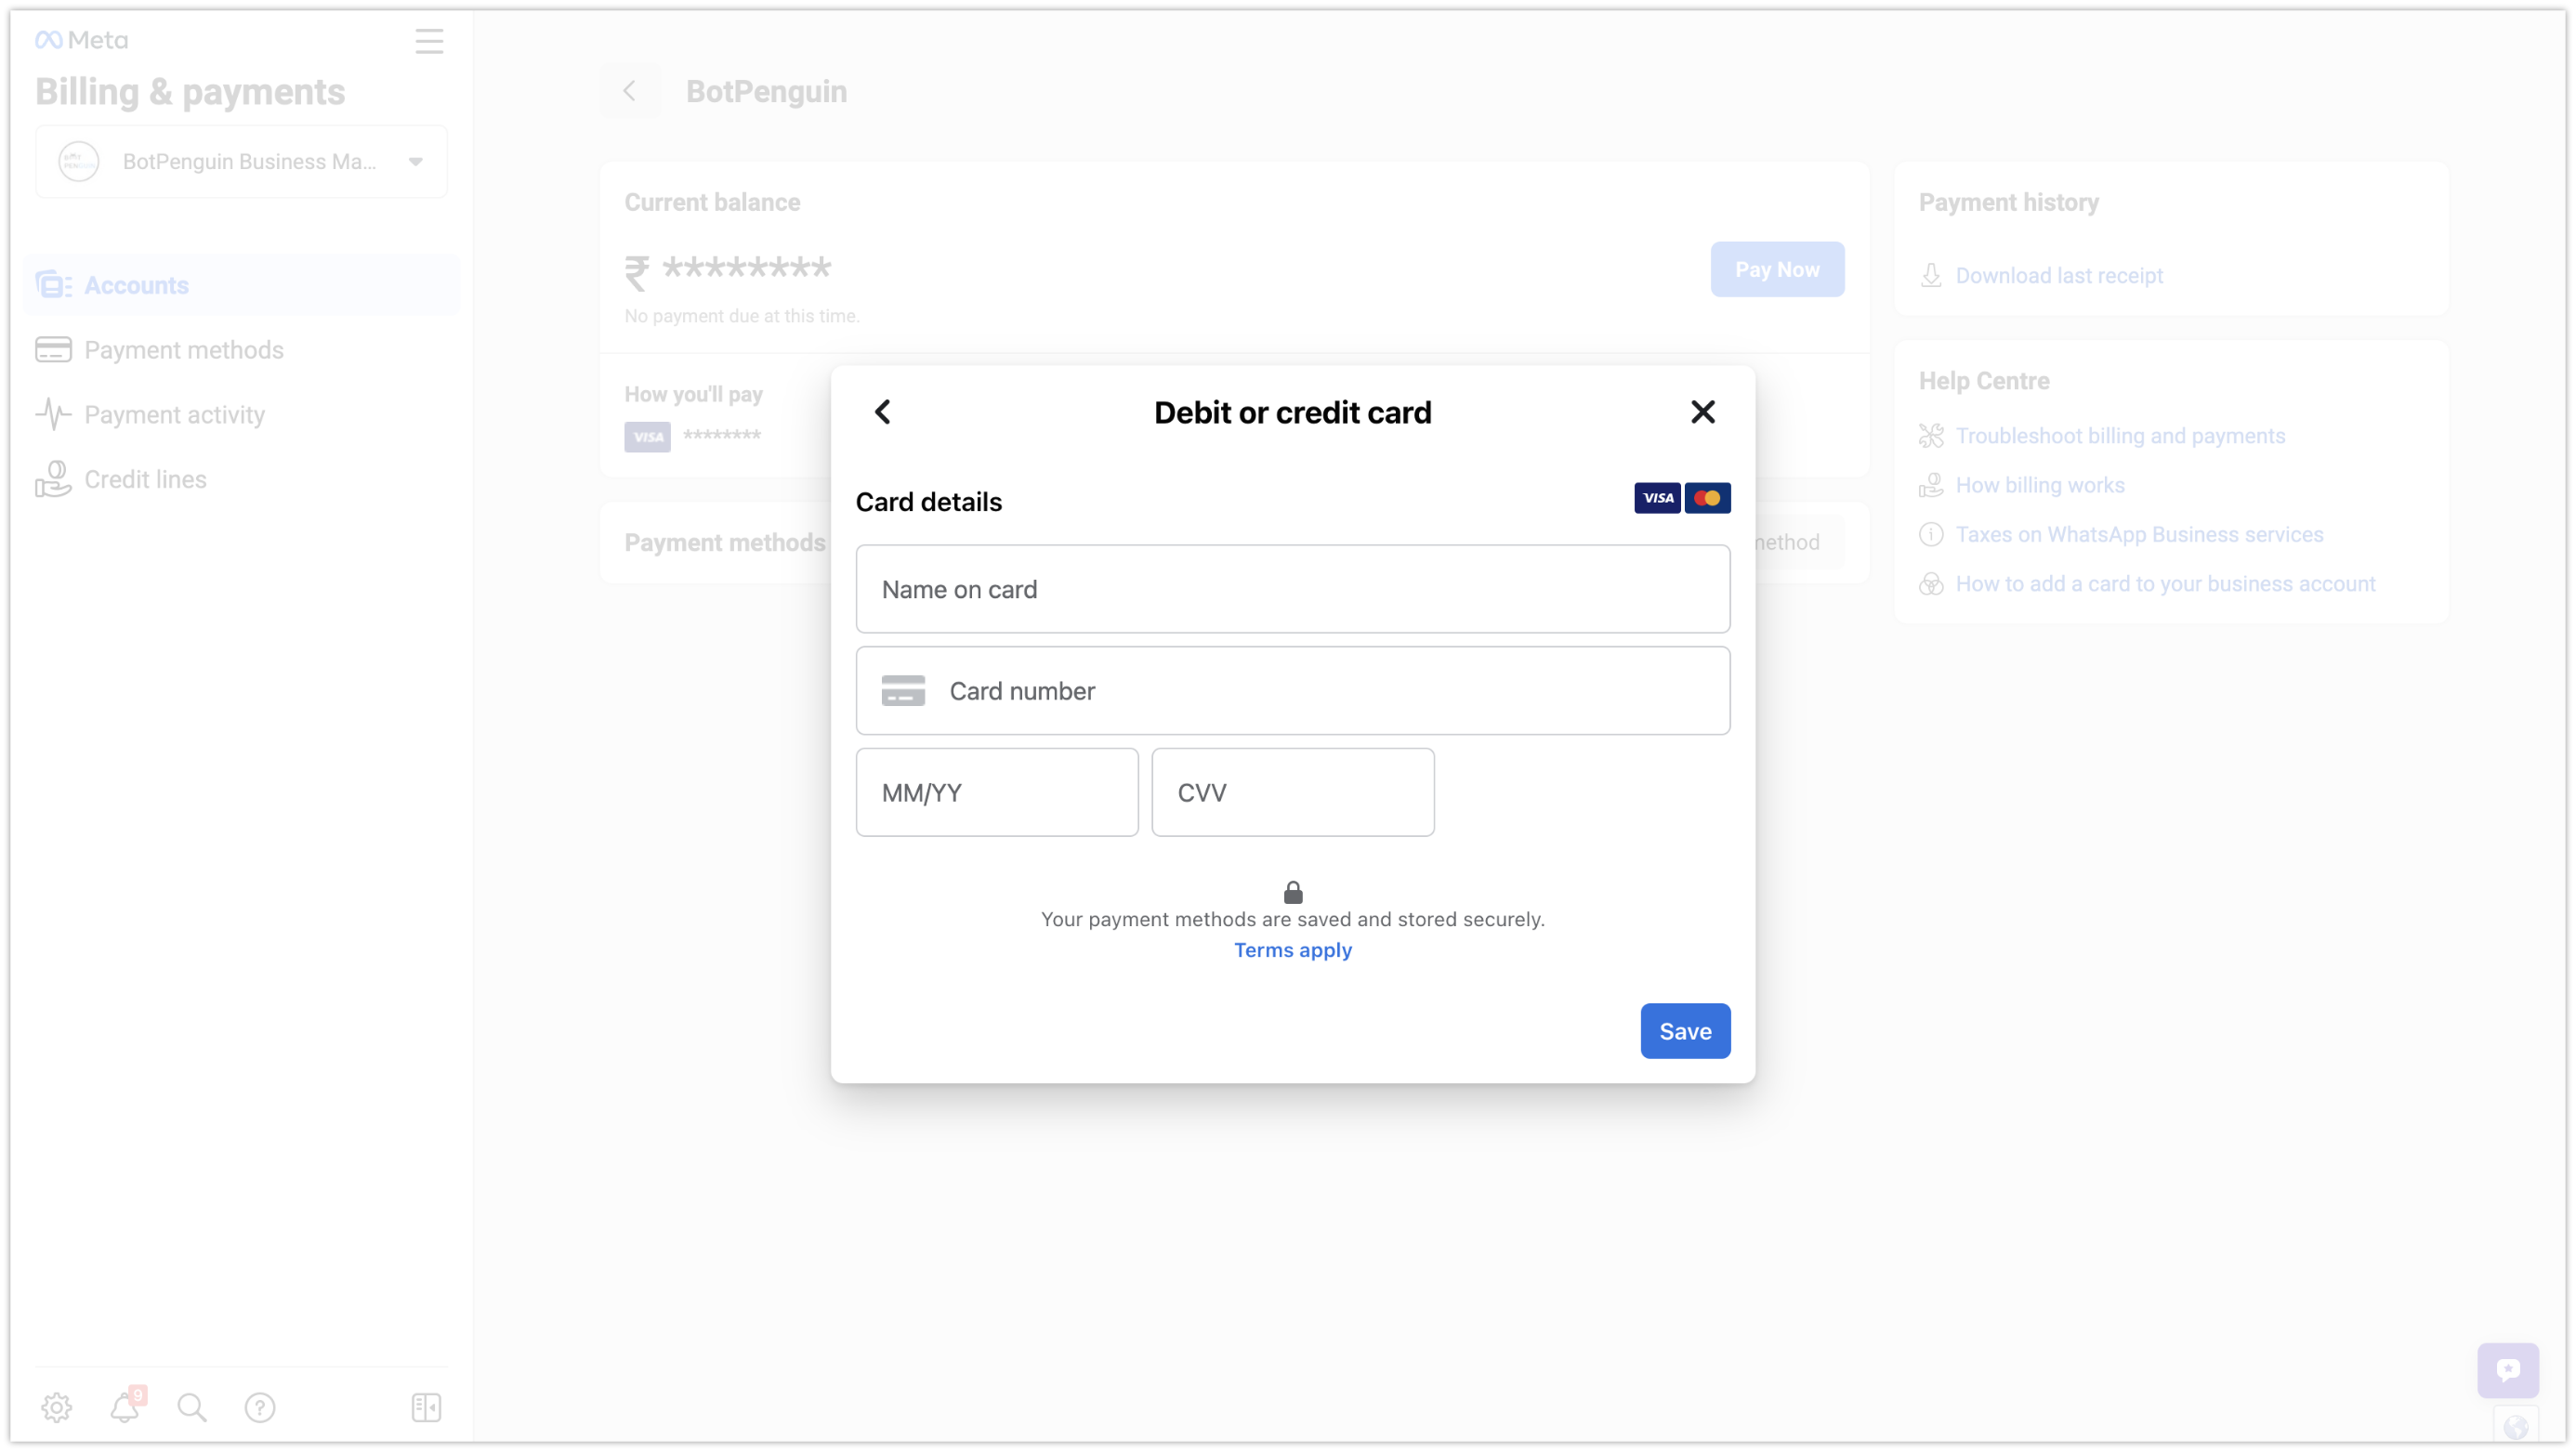 Meta
Billing & payments
BotPenguin Business Ma...
Accounts
Payment methods
Payment activity
Credit lines
9
BotPenguin
Current balance
₹ ********
No payment due at this time.
Pay Now
How you'll pay
VISA ********
Payment methods
method
Payment history
Download last receipt
Help Centre
Troubleshoot billing and payments
How billing works
Taxes on WhatsApp Business services
How to add a card to your business account
Debit or credit card
Card details
VISA
Name on card
Card number
MM/YY
CVV
Your payment methods are saved and stored securely.
Terms apply
Save